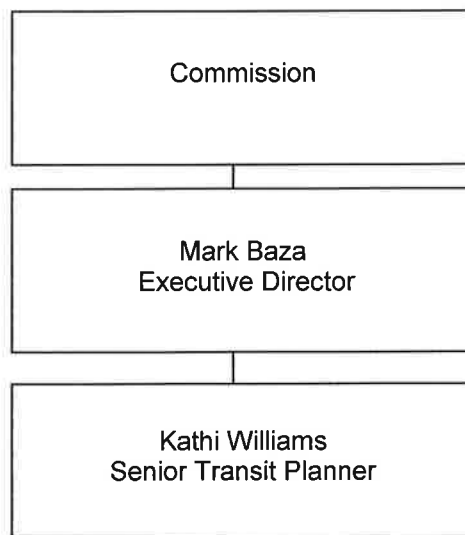 Commission
Mark Baza
Executive Director
Kathi Williams
Senior Transit Planner